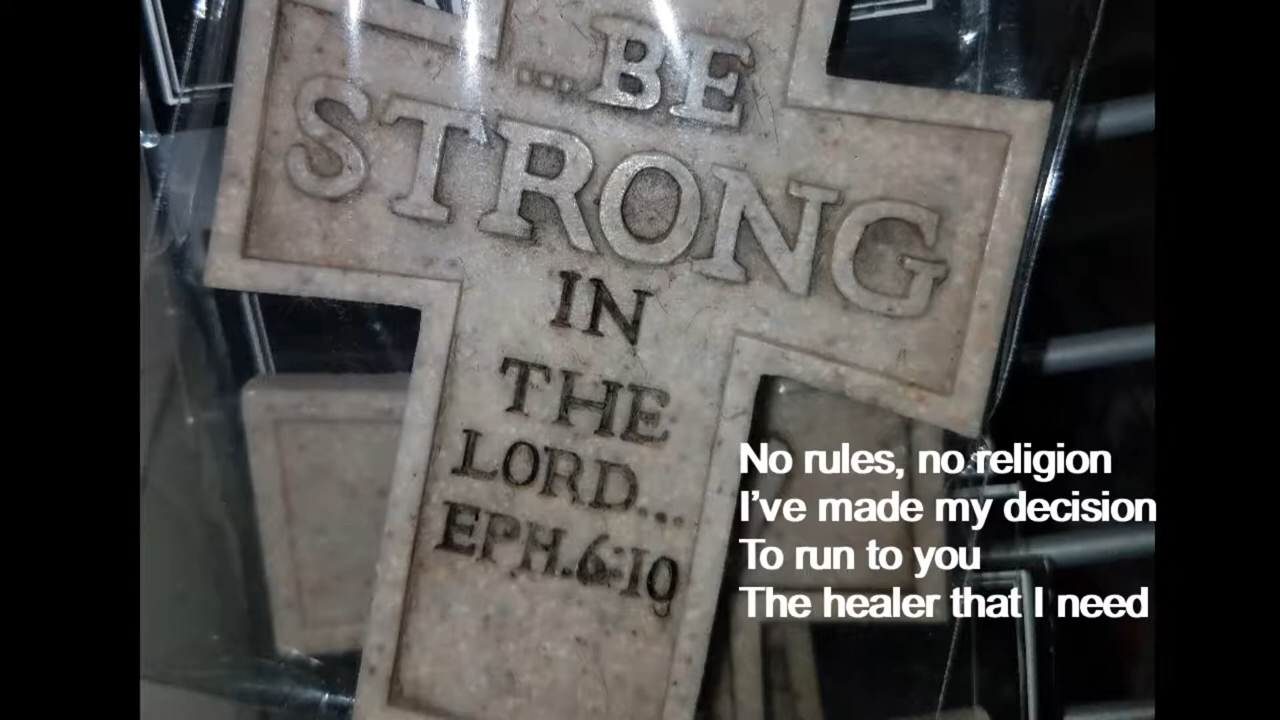 ...BE
STRONG
IN
THE
LORD...
EPH.6:10
No rules, no religion
I've made my decision
To run to you
The healer that I need